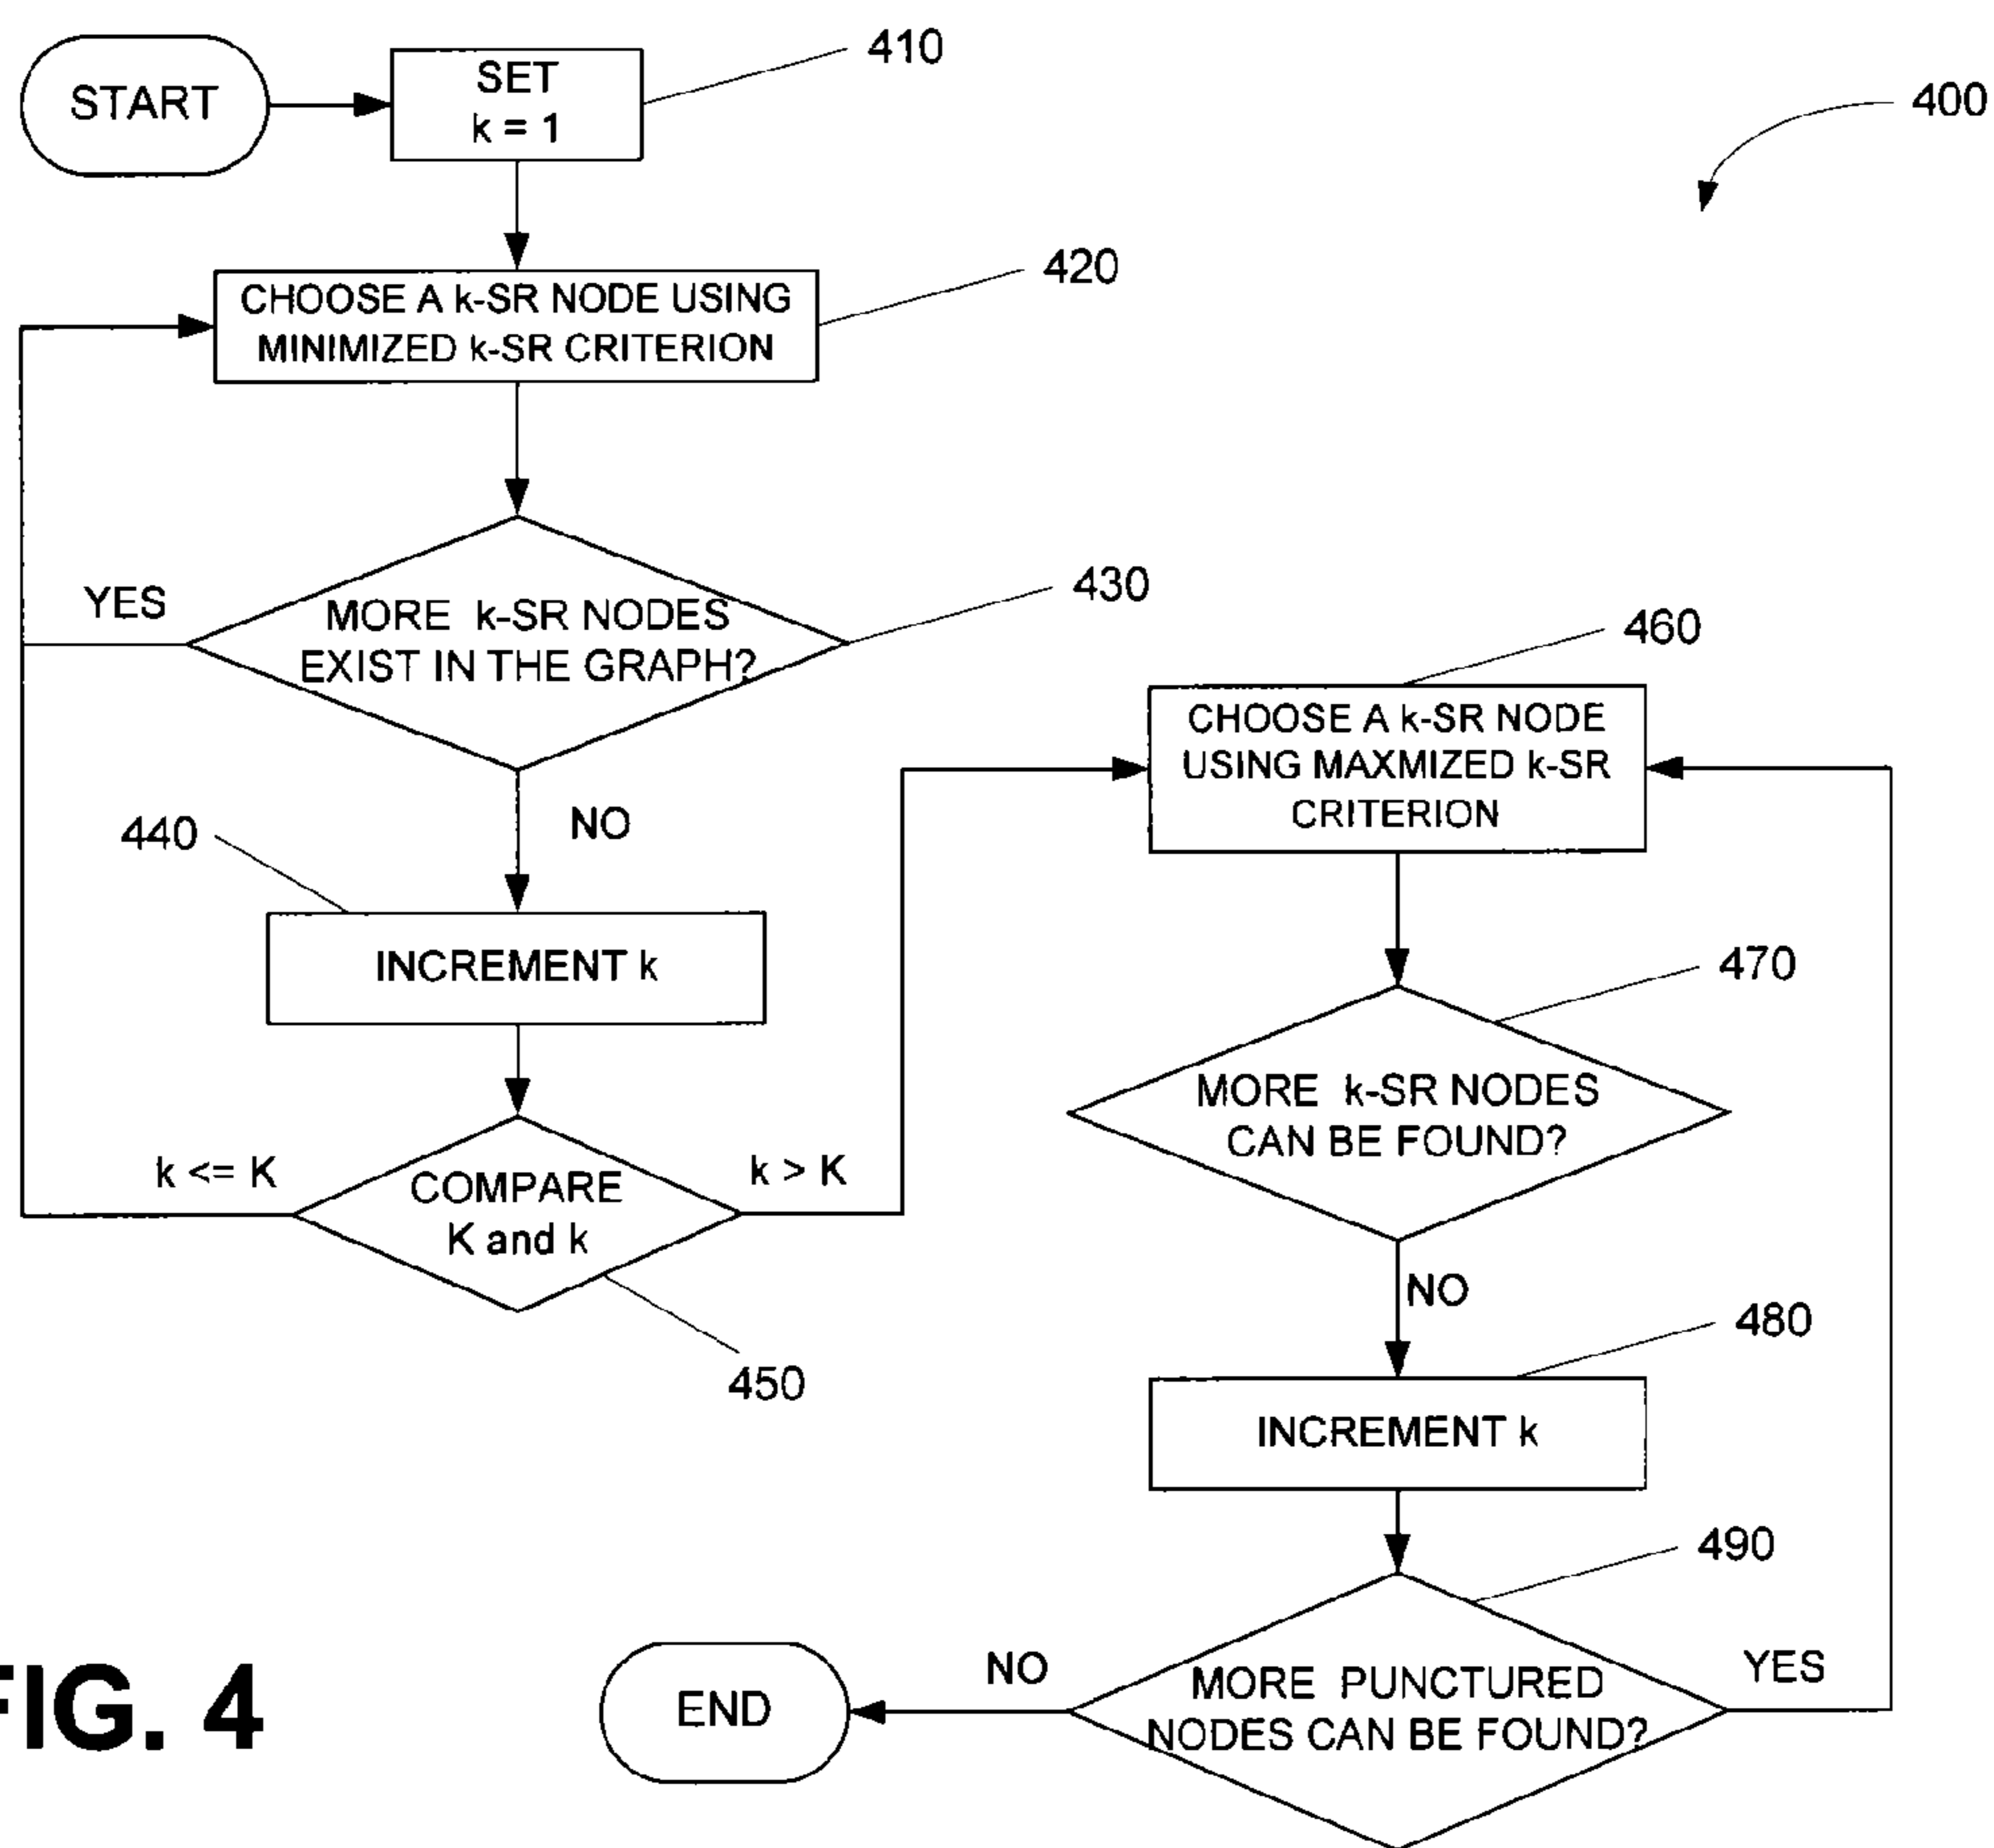 START
SET
k = 1
410
400
CHOOSE A k-SR NODE USING
MINIMIZED k-SR CRITERION
420
YES
MORE k-SR NODES
EXIST IN THE GRAPH?
430
NO
440
INCREMENT k
k <= K
COMPARE
K and k
k > K
450
460
CHOOSE A k-SR NODE
USING MAXMIZED k-SR
CRITERION
470
MORE k-SR NODES
CAN BE FOUND?
NO
480
INCREMENT k
490
MORE PUNCTURED
NODES CAN BE FOUND?
YES
NO
END
FIG. 4